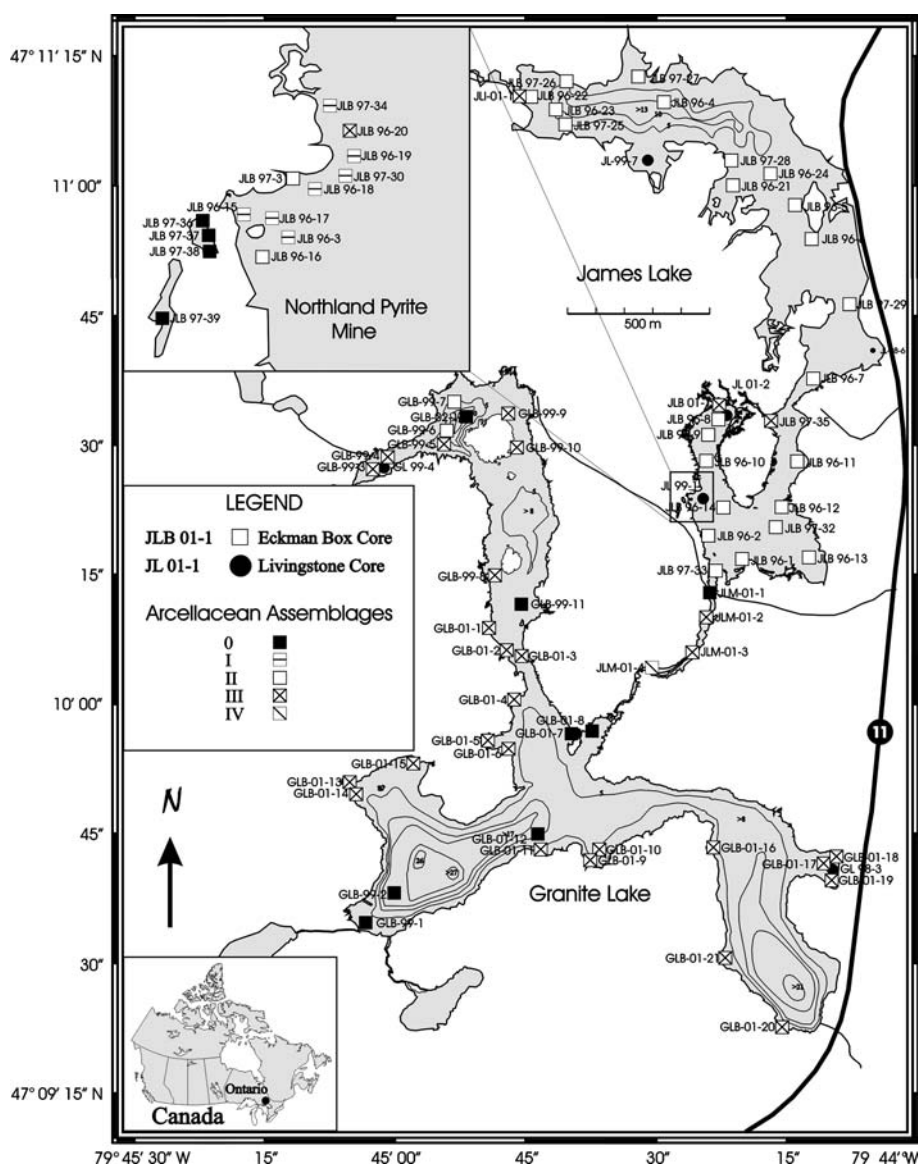 47° 11′ 15″ N
11′ 00″
45″
30″
15″
10′ 00″
45″
30″
47° 09′ 15″ N
JLB 97-34
JLB 96-20
JLB 96-19
JLB 97-30
JLB 97-31
JLB 96-18
JLB 96-15
JLB 97-36
JLB 96-17
JLB 97-37
JLB 96-3
JLB 97-38
JLB 96-16
JLB 97-39
Northland Pyrite
Mine
JLB 97-26
JLB 97-27
JLI-01-1
JLB 96-22
JLB 96-4
JLB 96-23
>13
10
5
JLB 97-25
JL-99-7
JLB 97-28
JLB 96-24
JLB 96-21
James Lake
500 m
JLB 97-29
JLB 96-7
JL 01-2
JLB 96-8
JLB 97-35
JLB 96-10
JLB 96-11
JLB 96-14
JLB 96-12
JLB 97-32
JLB 96-2
JLB 96-1
JLB 96-13
JLB 97-33
JLM-01-1
JLM-01-2
JLM-01-3
JLM-01-4
GLB-99-7
GLB-99-9
GLB-99-6
GLB-99-5
GLB-99-10
GLB-99-4
GLB-99-3
GL 99-4
>8
GLB-99-8
GLB-99-11
GLB-01-1
GLB-01-2
GLB-01-3
GLB-01-4
GLB-01-8
GLB-01-7
GLB-01-5
GLB-01-6
GLB-01-15
GLB-01-13
GLB-01-14
GLB-01-12
GLB-01-11
GLB-01-10
GLB-01-9
>8
GLB-01-16
GLB-01-18
GLB-01-17
GL 98-3
GLB-01-19
GLB-99-2
GLB-99-1
Granite Lake
GLB-01-21
GLB-01-20
11
LEGEND
JLB 01-1 Eckman Box Core
JL 01-1 Livingstone Core
Arcellacean Assemblages
0
I
II
III
IV
N
Ontario
Canada
79° 45′ 30″ W
15″
45′ 00″
45″
30″
15″
79° 44′ W